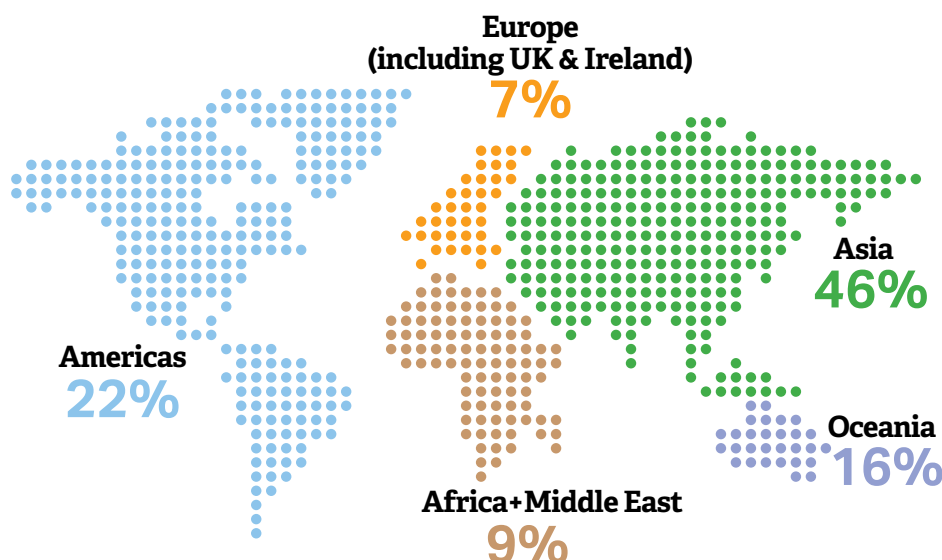 Europe
(including UK & Ireland)
7%
Asia
46%
Americas
22%
Oceania
16%
Africa+Middle East
9%